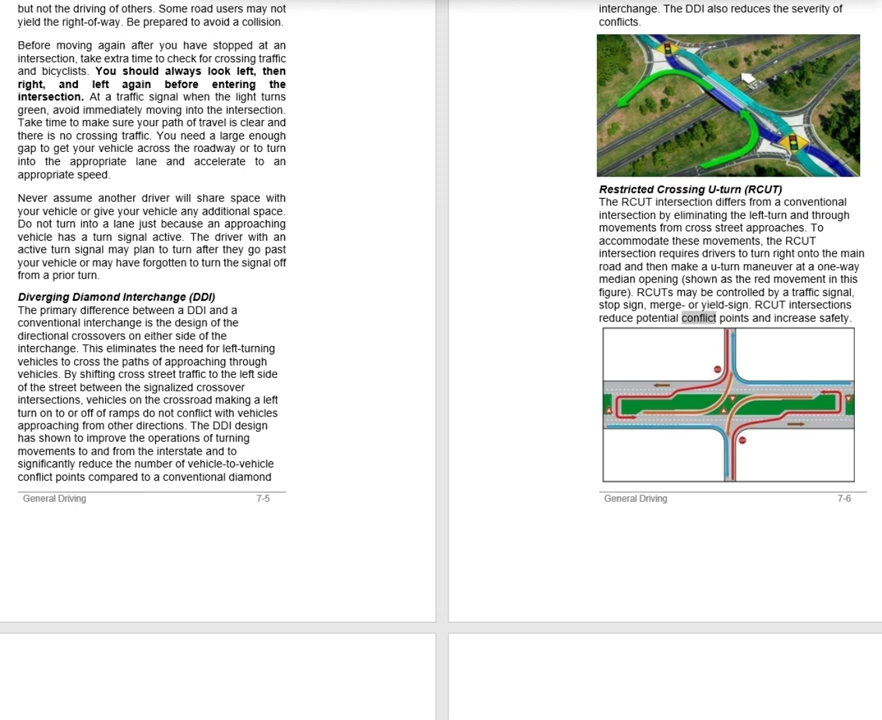 but not the driving of others. Some road users may not
yield the right-of-way. Be prepared to avoid a collision.
Before moving again after you have stopped at an
intersection, take extra time to check for crossing traffic
and bicyclists. You should always look left, then
right, and left again before entering the
intersection. At a traffic signal when the light turns
green, avoid immediately moving into the intersection.
Take time to make sure your path of travel is clear and
there is no crossing traffic. You need a large enough
gap to get your vehicle across the roadway or to turn
into the appropriate lane and accelerate to an
appropriate speed.
Never assume another driver will share space with
your vehicle or give your vehicle any additional space.
Do not turn into a lane just because an approaching
vehicle has a turn signal active. The driver with an
active turn signal may plan to turn after they go past
your vehicle or may have forgotten to turn the signal off
from a prior turn.
Diverging Diamond Interchange (DDI)
The primary difference between a DDI and a
conventional interchange is the design of the
directional crossovers on either side of the
interchange. This eliminates the need for left-turning
vehicles to cross the paths of approaching through
vehicles. By shifting cross street traffic to the left side
of the street between the signalized crossover
intersections, vehicles on the crossroad making a left
turn on to or off of ramps do not conflict with vehicles
approaching from other directions. The DDI design
has shown to improve the operations of turning
movements to and from the interstate and to
significantly reduce the number of vehicle-to-vehicle
conflict points compared to a conventional diamond
General Driving 7-5
interchange. The DDI also reduces the severity of
conflicts.
Restricted Crossing U-turn (RCUT)
The RCUT intersection differs from a conventional
intersection by eliminating the left-turn and through
movements from cross street approaches. To
accommodate these movements, the RCUT
intersection requires drivers to turn right onto the main
road and then make a u-turn maneuver at a one-way
median opening (shown as the red movement in this
figure). RCUTs may be controlled by a traffic signal,
stop sign, merge- or yield-sign. RCUT intersections
reduce potential conflict points and increase safety.
General Driving 7-6